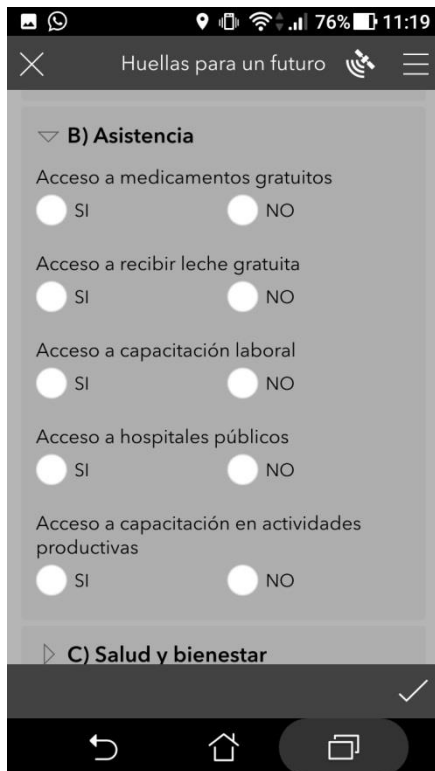 76% 11:19
Huellas para un futuro
B) Asistencia
Acceso a medicamentos gratuitos
SI NO
Acceso a recibir leche gratuita
SI NO
Acceso a capacitación laboral
SI NO
Acceso a hospitales públicos
SI NO
Acceso a capacitación en actividades
productivas
SI NO
C) Salud y bienestar